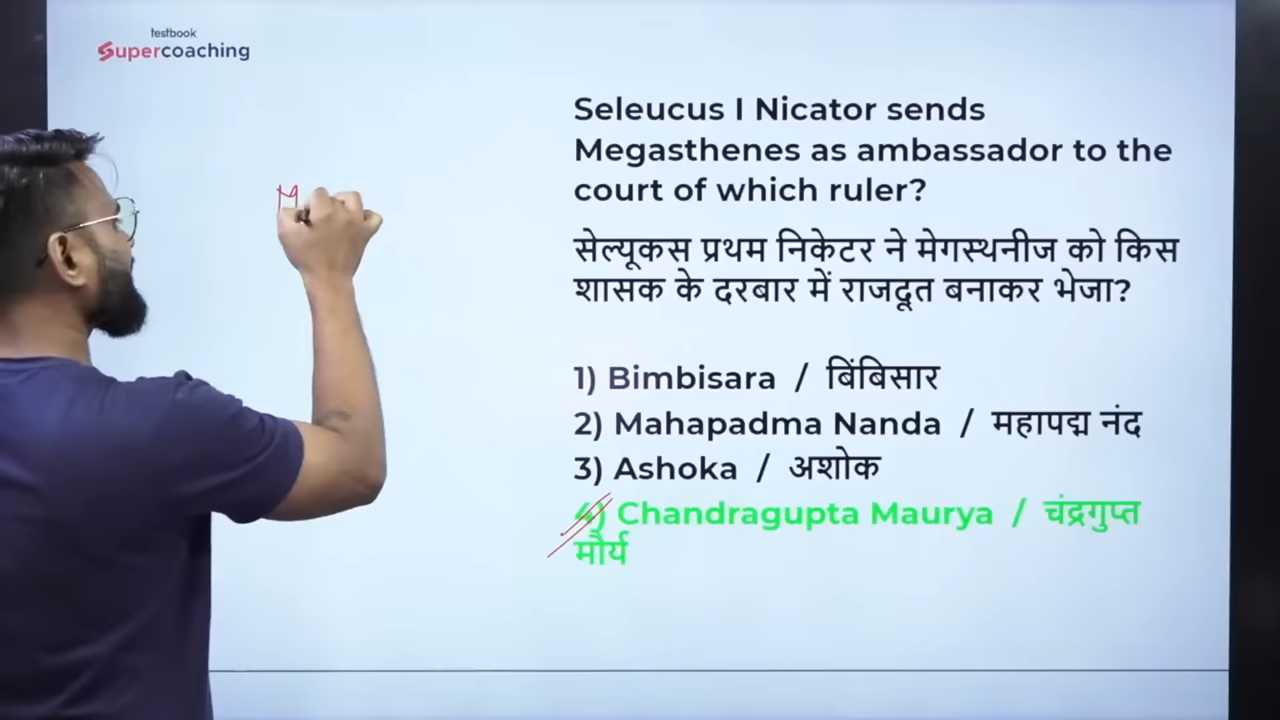 testbook
Supercoaching
M
Seleucus I Nicator sends
Megasthenes as ambassador to the
court of which ruler?
सेल्यूकस प्रथम निकेटर ने मेगस्थनीज को किस
शासक के दरबार में राजदूत बनाकर भेजा?
1) Bimbisara / बिंबिसार
2) Mahapadma Nanda / महापद्म नंद
3) Ashoka / अशोक
4) Chandragupta Maurya / चंद्रगुप्त
मौर्य